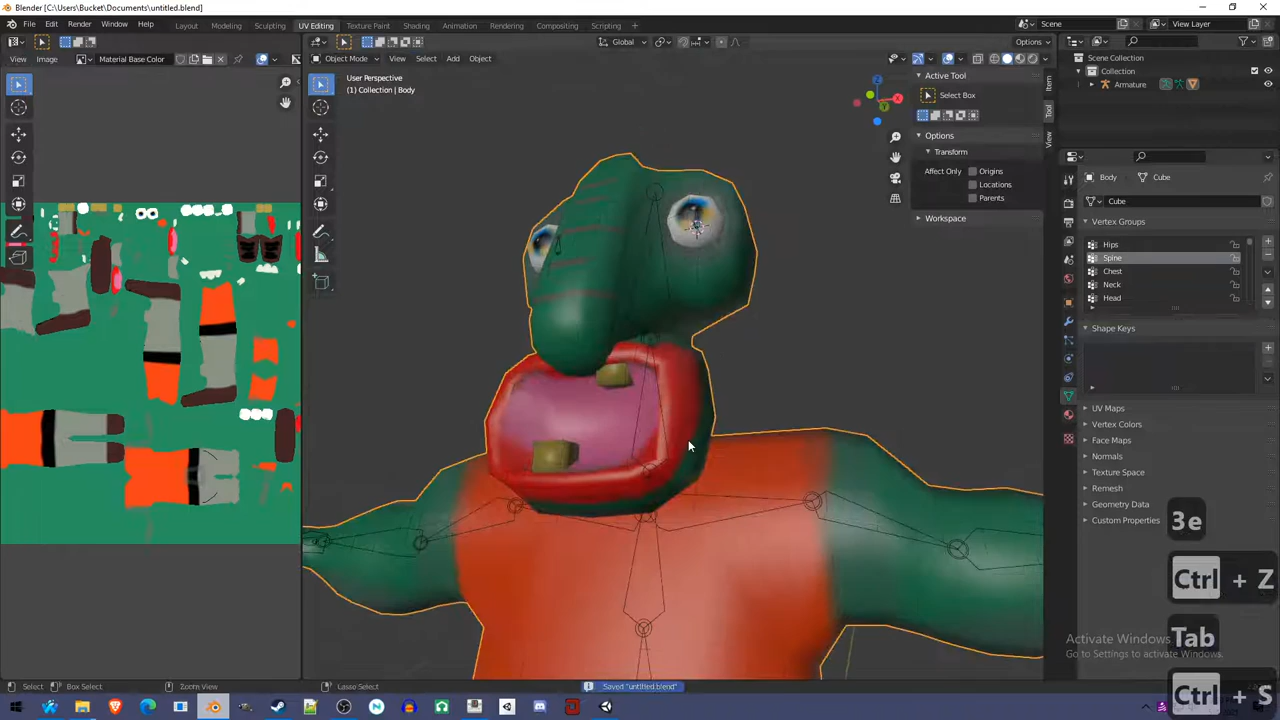 Blender [C:\Users\Bucket\Documents\untitled.blend]
File Edit Render Window Help Layout Modeling Sculpting UV Editing Texture Paint Shading Animation Rendering Compositing Scripting Scene View Layer
Global Options
View Image Material Base Color Object Mode View Select Add Object
User Perspective
(1) Collection | Body
Active Tool
Select Box
Options
Transform
Affect Only Origins
Locations
Parents
Workspace
Item
Tool
View
Scene Collection
Collection
Armature
Body Cube
Cube
Vertex Groups
Hips
Spine
Chest
Neck
Head
Shape Keys
UV Maps
Vertex Colors
Face Maps
Normals
Texture Space
Remesh
Geometry Data
Custom Properties
3e
Ctrl + Z
Tab
Ctrl + S
Activate Windows
Go to Settings to activate Windows.
Select Box Select Zoom View Lasso Select Saved "untitled.blend"